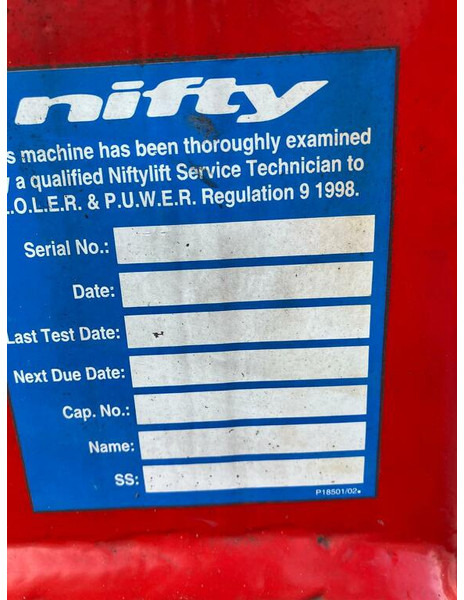 nifty
s machine has been thoroughly examined
y a qualified Niftylift Service Technician to
.O.L.E.R. & P.U.W.E.R. Regulation 9 1998.
Serial No.:
Date:
Last Test Date:
Next Due Date:
Cap. No.:
Name:
SS:
P18501/02